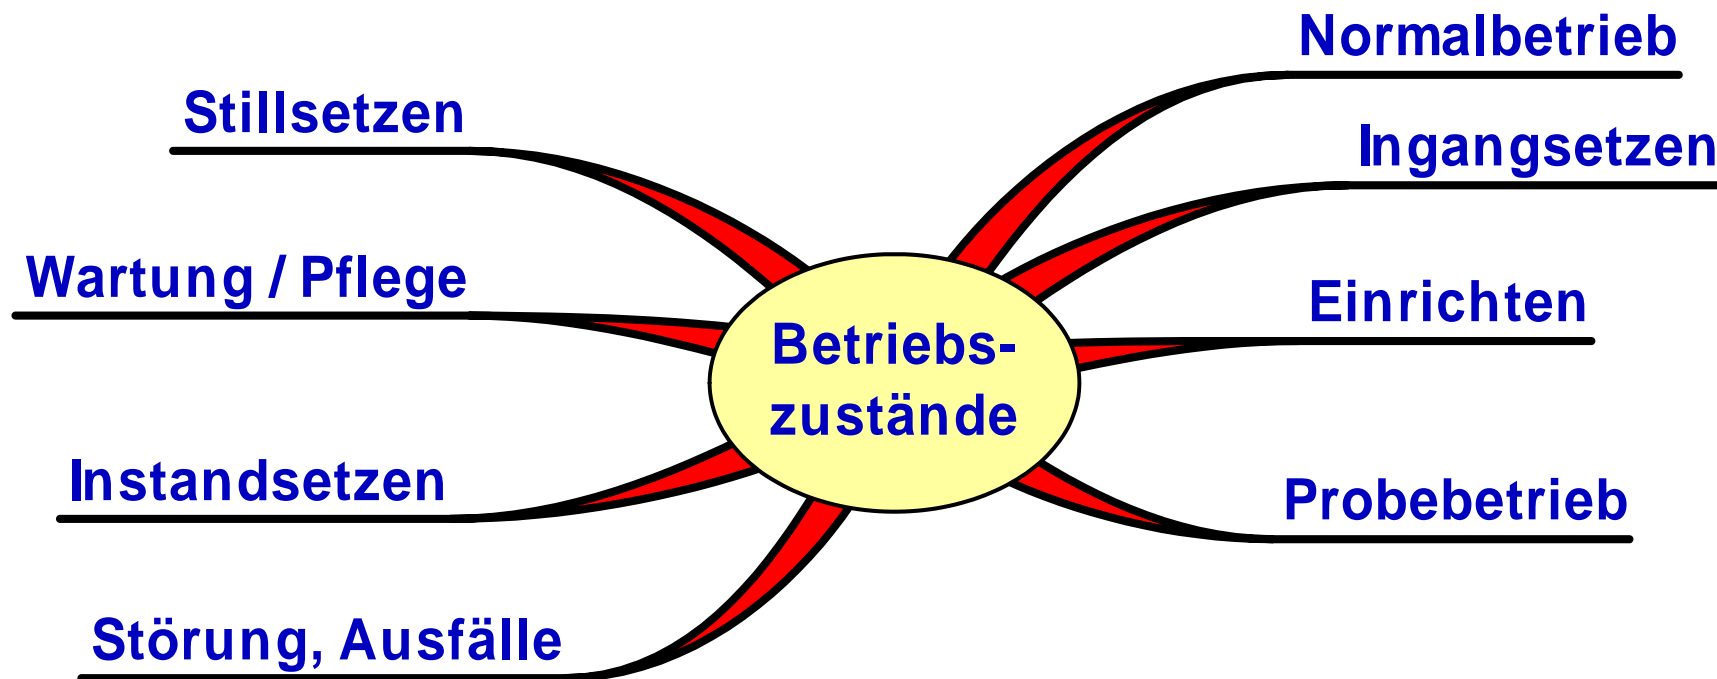 Normalbetrieb
Stillsetzen
Ingangsetzen
Wartung / Pflege
Einrichten
Betriebs-
zustände
Instandsetzen
Probebetrieb
Störung, Ausfälle